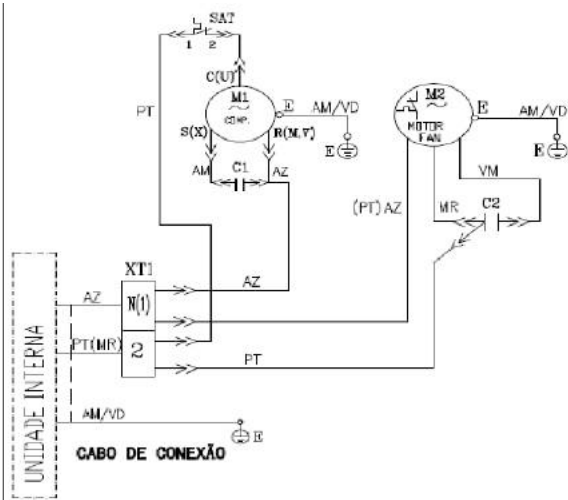 SAT
1 2
C(U)
M1
COMP.
E
AM/VD
S(X)
R(M,V)
E
PT
AM
C1
AZ
M2
MOTOR
FAN
E
AM/VD
E
VM
(PT) AZ
MR
C2
XT1
AZ
N(1)
AZ
PT(MR)
2
PT
AM/VD
E
UNIDADE INTERNA
CABO DE CONEXÃO